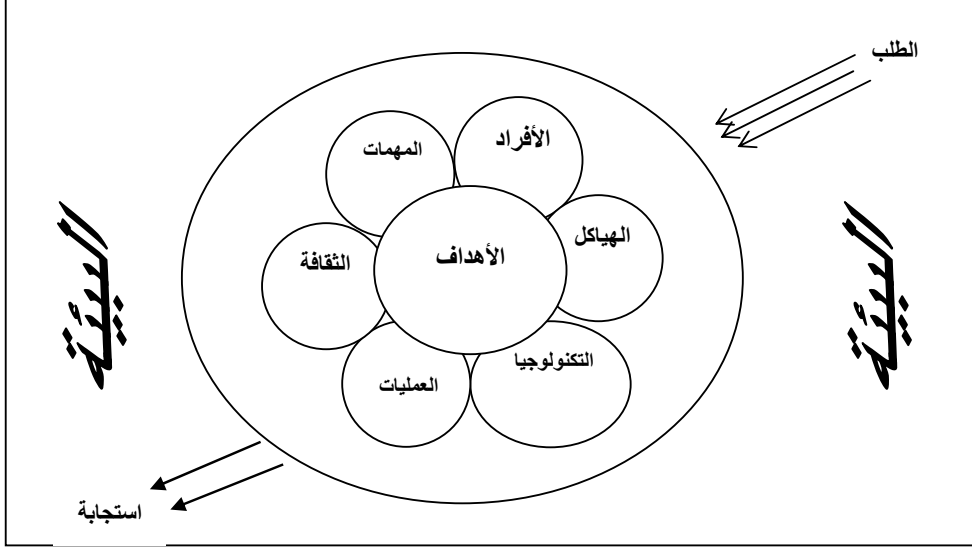 الطلب
الأفراد
المهمات
الهياكل
الأهداف
الثقافة
البيئة
البيئة
التكنولوجيا
العمليات
استجابة